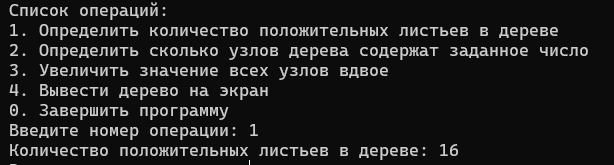 Список операций:
1. Определить количество положительных листьев в дереве
2. Определить сколько узлов дерева содержат заданное число
3. Увеличить значение всех узлов вдвое
4. Вывести дерево на экран
0. Завершить программу
Введите номер операции: 1
Количество положительных листьев в дереве: 16